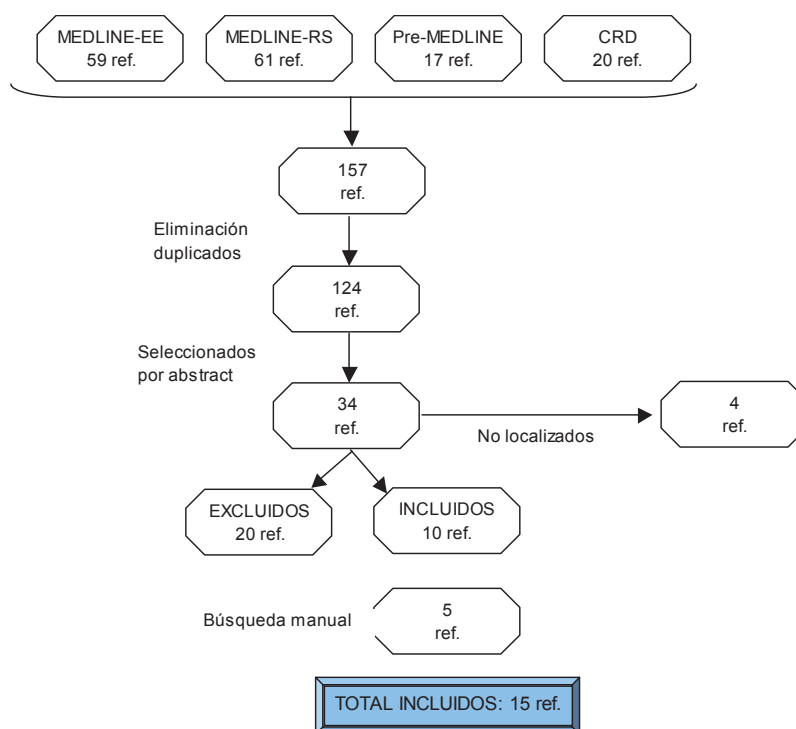 MEDLINE-EE
59 ref.
MEDLINE-RS
61 ref.
Pre-MEDLINE
17 ref.
CRD
20 ref.
157
ref.
Eliminación
duplicados
124
ref.
Seleccionados
por abstract
34
ref.
No localizados
4
ref.
EXCLUIDOS
20 ref.
INCLUIDOS
10 ref.
Búsqueda manual
5
ref.
TOTAL INCLUIDOS: 15 ref.